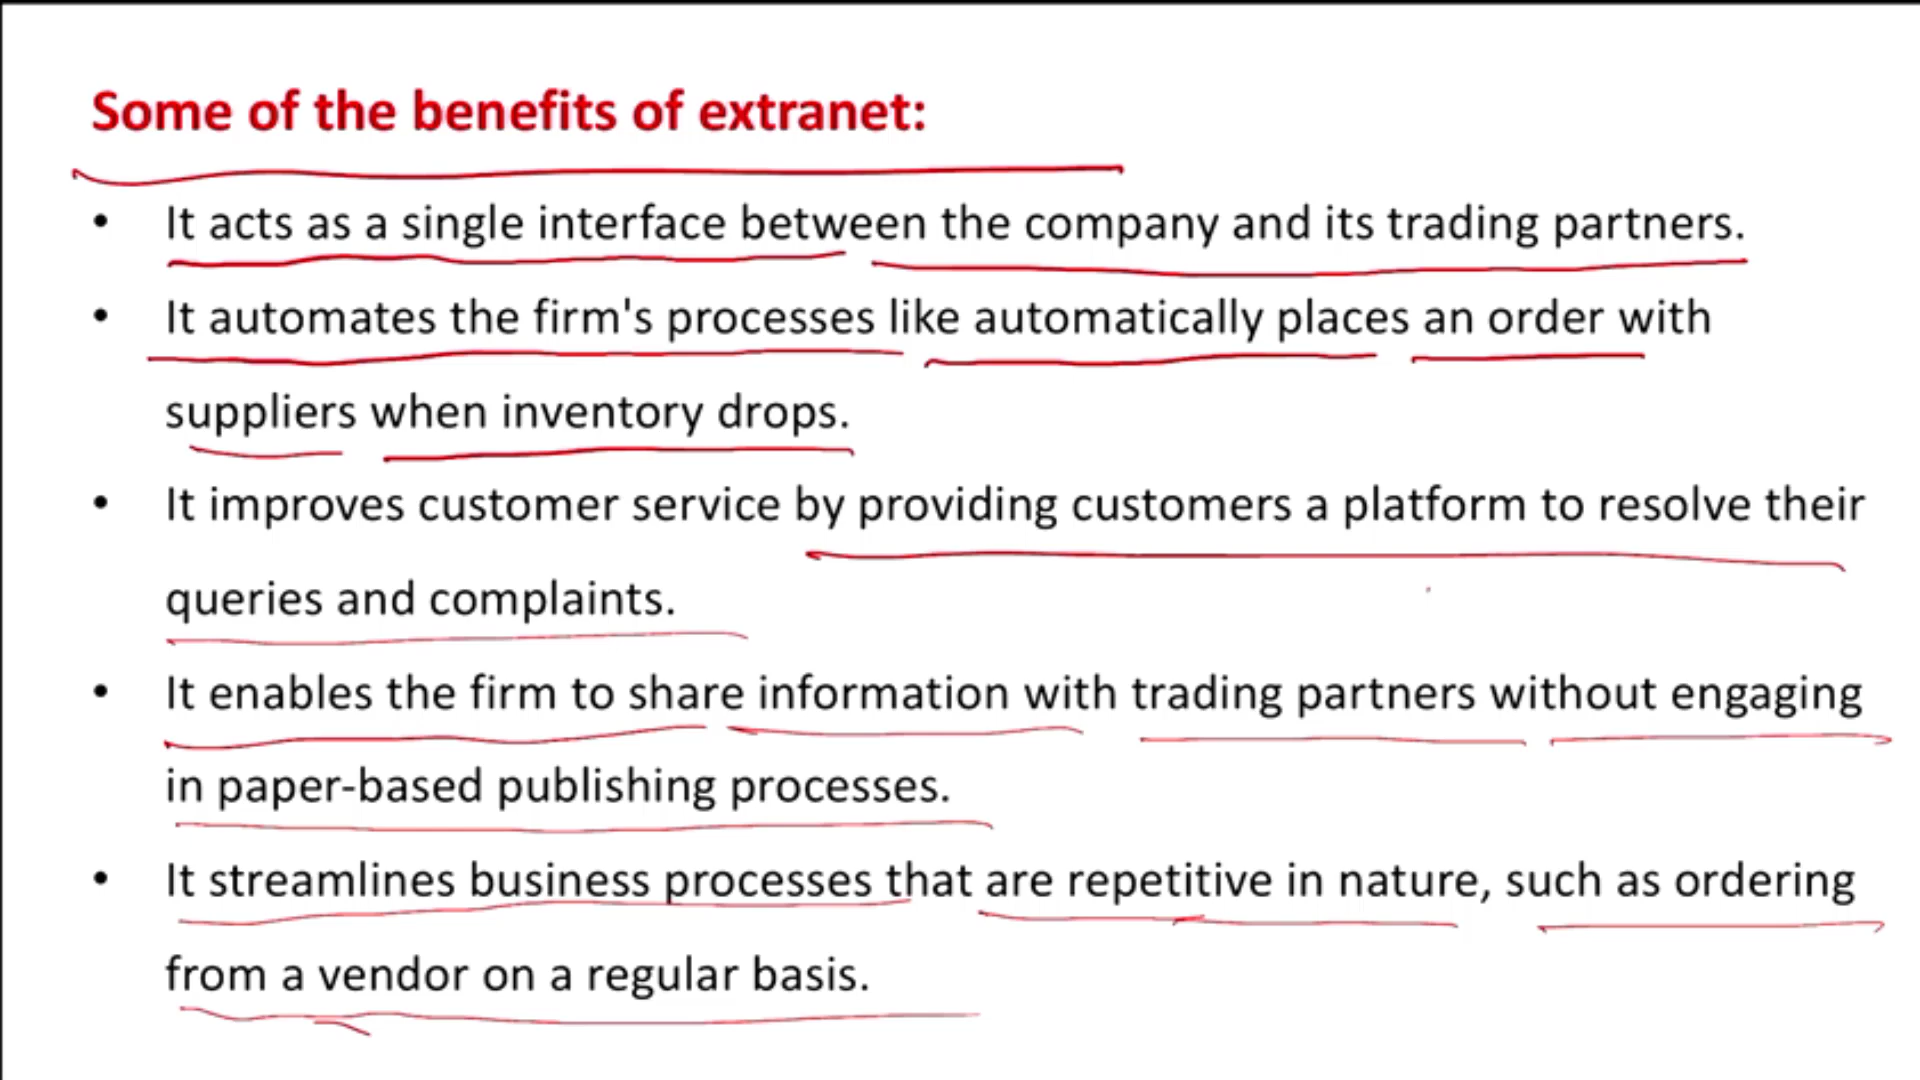 Some of the benefits of extranet:
• It acts as a single interface between the company and its trading partners.
• It automates the firm's processes like automatically places an order with
suppliers when inventory drops.
• It improves customer service by providing customers a platform to resolve their
queries and complaints.
• It enables the firm to share information with trading partners without engaging
in paper-based publishing processes.
• It streamlines business processes that are repetitive in nature, such as ordering
from a vendor on a regular basis.